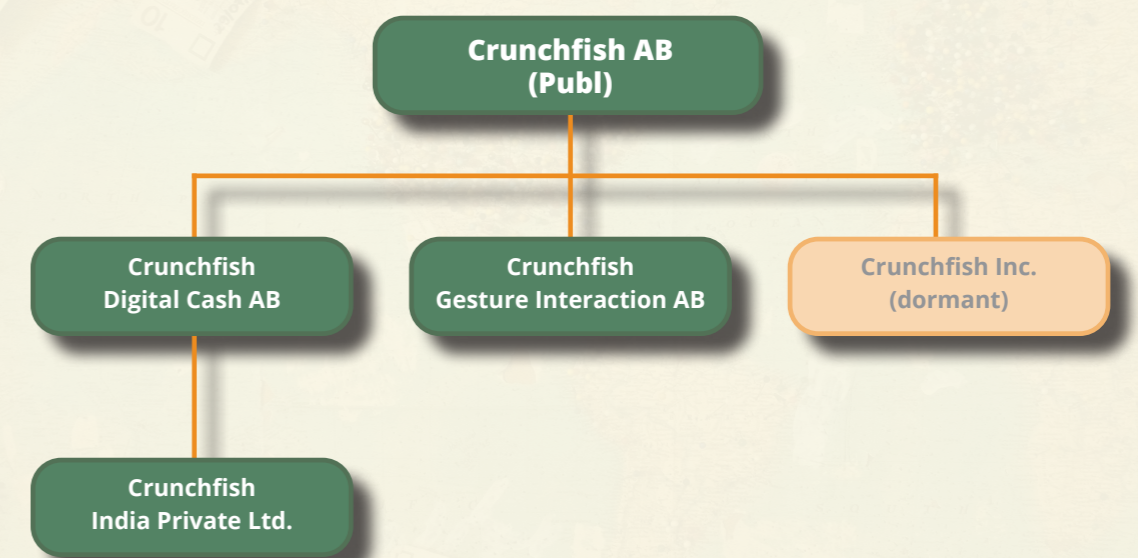 Crunchfish AB
(Publ)
Crunchfish
Digital Cash AB
Crunchfish
Gesture Interaction AB
Crunchfish Inc.
(dormant)
Crunchfish
India Private Ltd.